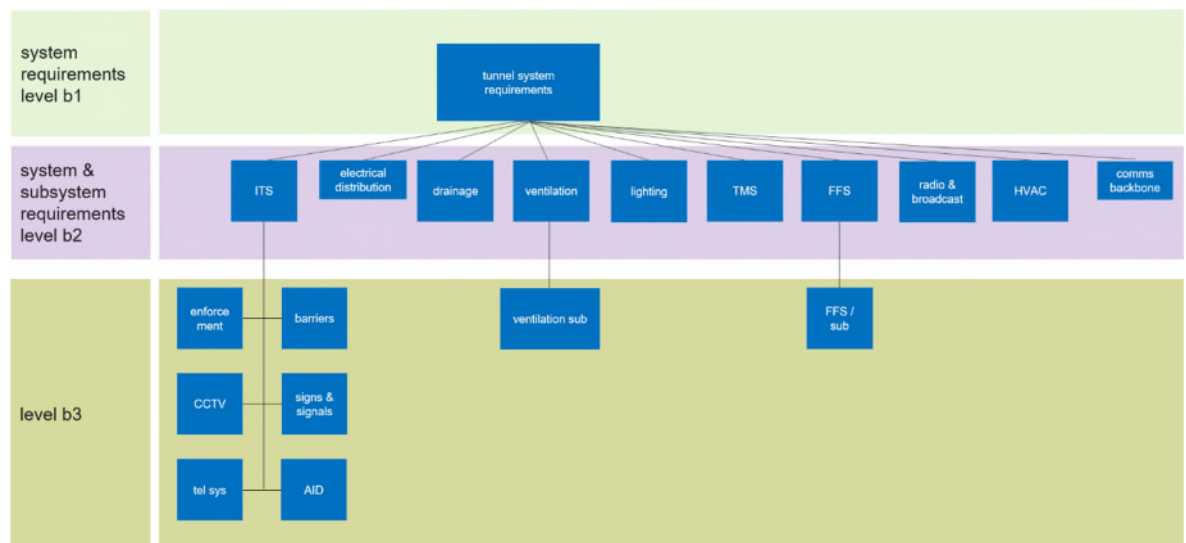 system
requirements
level b1
tunnel system
requirements
system &
subsystem
requirements
level b2
ITS
electrical
distribution
drainage
ventilation
lighting
TMS
FFS
radio &
broadcast
HVAC
comms
backbone
level b3
enforce
ment
barriers
ventilation sub
FFS /
sub
CCTV
signs &
signals
tel sys
AID